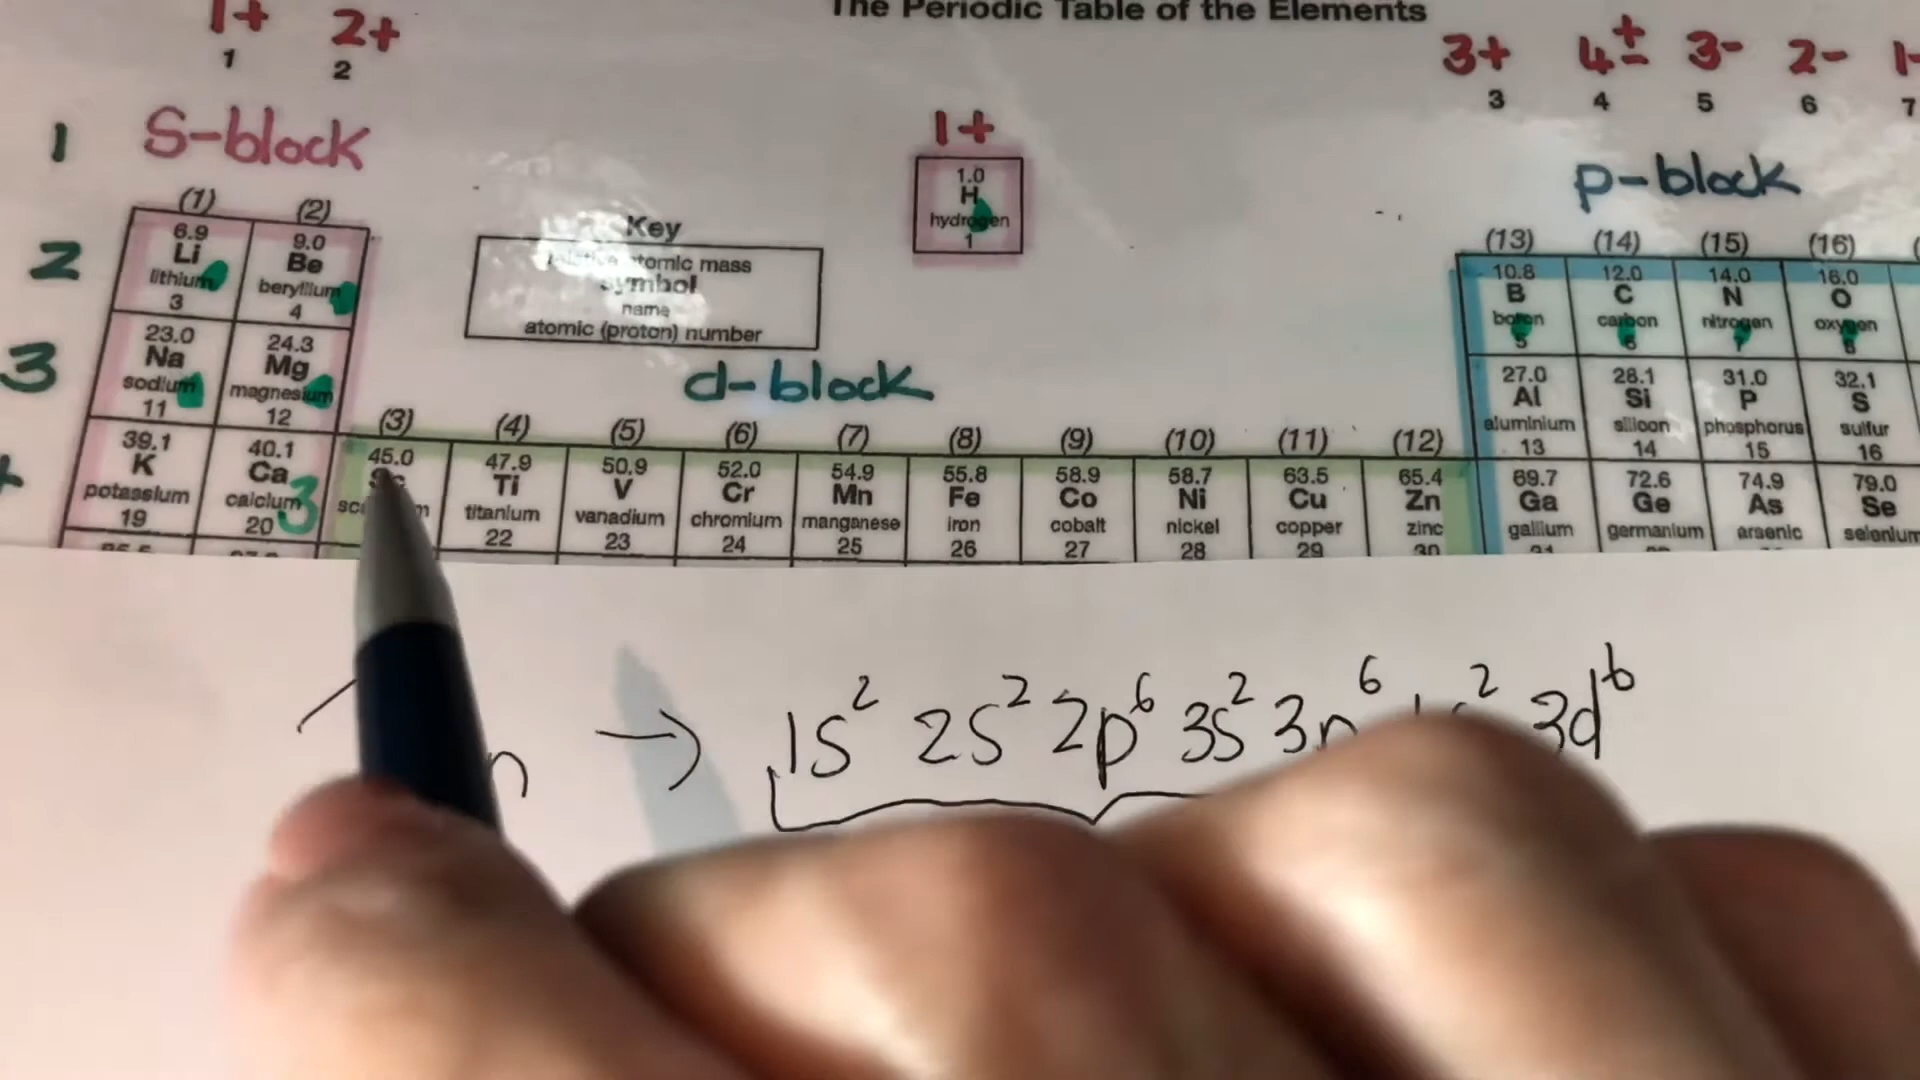 The Periodic Table of the Elements
1+ 2+ 3+ 4± 3- 2- 1-
1 2 3 4 5 6 7
1 S-block 1+ p-block
(1) (2) (13) (14) (15) (16)
1.0
H
hydrogen
1
Key
atomic mass
symbol
name
atomic (proton) number
2
6.9 9.0 10.8 12.0 14.0 16.0
Li Be B C N O
lithium beryllium boron carbon nitrogen oxygen
3 4 5 6 7 8
3 d-block
23.0 24.3 27.0 28.1 31.0 32.1
Na Mg Al Si P S
sodium magnesium aluminium silicon phosphorus sulfur
11 12 13 14 15 16
(3) (4) (5) (6) (7) (8) (9) (10) (11) (12)
39.1 40.1 45.0 47.9 50.9 52.0 54.9 55.8 58.9 58.7 63.5 65.4 69.7 72.6 74.9 79.0
K Ca Sc Ti V Cr Mn Fe Co Ni Cu Zn Ga Ge As Se
potassium calcium 3 titanium vanadium chromium manganese iron cobalt nickel copper zinc gallium germanium arsenic selenium
19 20 22 23 24 25 26 27 28 29 30 31
→ 1s² 2s² 2p⁶ 3s² 3p⁶ 3d⁶